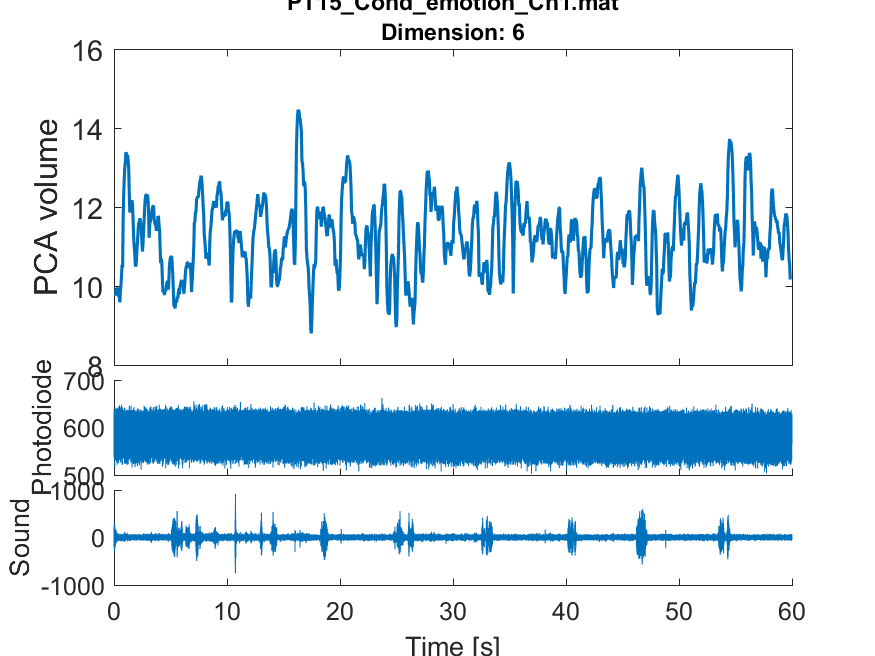 PT15_Cond_emotion_Ch1.mat
Dimension: 6
16
14
12
10
8
PCA volume
700
600
500
Photodiode
1000
0
-1000
Sound
0 10 20 30 40 50 60
Time [s]